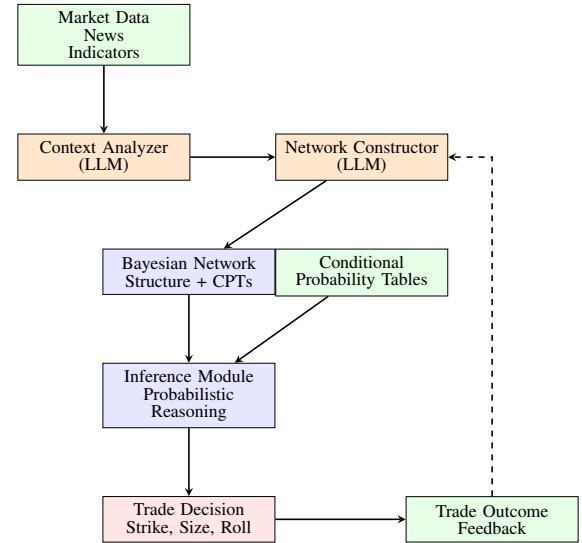 Market Data
News
Indicators
Context Analyzer
(LLM)
Network Constructor
(LLM)
Bayesian Network
Structure + CPTs
Conditional
Probability Tables
Inference Module
Probabilistic
Reasoning
Trade Decision
Strike, Size, Roll
Trade Outcome
Feedback